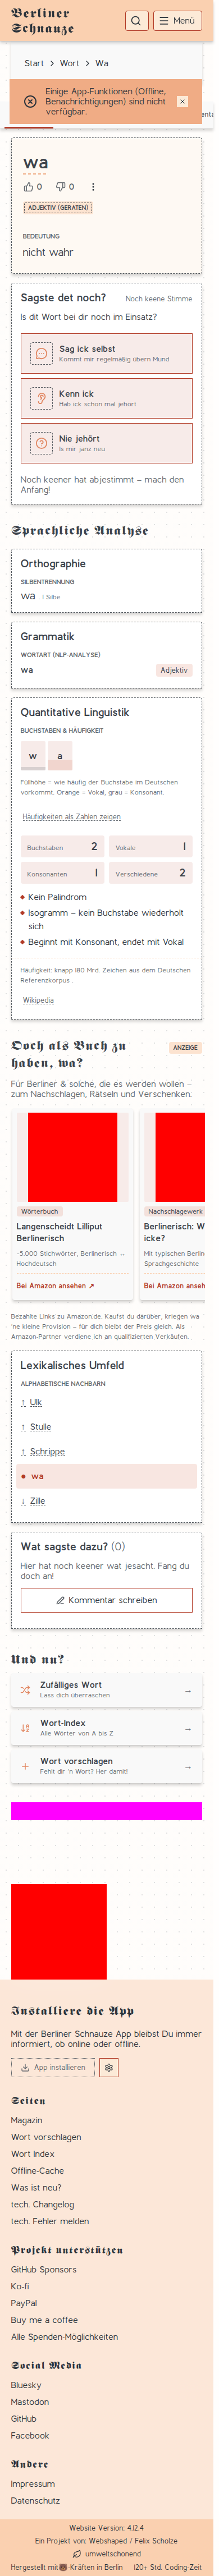 Berliner
Schnauze
Menü
Start > Wort > Wa
Einige App-Funktionen (Offline,
Benachrichtigungen) sind nicht
verfügbar.
×
wa
0 0
ADJEKTIV (GERATEN)
BEDEUTUNG
nicht wahr
Sagste det noch?
Noch keene Stimme
Is dit Wort bei dir noch im Einsatz?
Sag ick selbst
Kommt mir regelmäßig übern Mund
Kenn ick
Hab ick schon mal jehört
Nie jehört
Is mir janz neu
Noch keener hat abjestimmt – mach den
Anfang!
Sprachliche Analyse
Orthographie
SILBENTRENNUNG
wa · 1 Silbe
Grammatik
WORTART (NLP-ANALYSE)
wa
Adjektiv
Quantitative Linguistik
BUCHSTABEN & HÄUFIGKEIT
w a
Füllhöhe = wie häufig der Buchstabe im Deutschen
vorkommt. Orange = Vokal, grau = Konsonant.
Häufigkeiten als Zahlen zeigen
Buchstaben 2
Vokale 1
Konsonanten 1
Verschiedene 2
Kein Palindrom
Isogramm – kein Buchstabe wiederholt
sich
Beginnt mit Konsonant, endet mit Vokal
Häufigkeit: knapp 180 Mrd. Zeichen aus dem Deutschen
Referenzkorpus .
Wikipedia
Doch als Buch zu
haben, wa?
ANZEIGE
Für Berliner & solche, die es werden wollen –
zum Nachschlagen, Rätseln und Verschenken.
Wörterbuch
Langenscheidt Lilliput
Berlinerisch
~5.000 Stichwörter, Berlinerisch ↔
Hochdeutsch
Bei Amazon ansehen ↗
Nachschlagewerk
Berlinerisch: W
icke?
Mit typischen Berlin
Sprachgeschichte
Bei Amazon anseh
Bezahlte Links zu Amazon.de. Kaufst du darüber, kriegen wa
'ne kleine Provision – für dich bleibt der Preis gleich. Als
Amazon-Partner verdiene ich an qualifizierten Verkäufen.
Lexikalisches Umfeld
ALPHABETISCHE NACHBARN
↑ Ulk
↑ Stulle
↑ Schrippe
wa
↓ Zille
Wat sagste dazu? (0)
Hier hat noch keener wat jesacht. Fang du
doch an!
Kommentar schreiben
Und nu?
Zufälliges Wort
Lass dich überraschen
→
Wort-Index
Alle Wörter von A bis Z
→
Wort vorschlagen
Fehlt dir 'n Wort? Her damit!
→
Installiere die App
Mit der Berliner Schnauze App bleibst Du immer
informiert, ob online oder offline.
App installieren
Seiten
Magazin
Wort vorschlagen
Wort Index
Offline-Cache
Was ist neu?
tech. Changelog
tech. Fehler melden
Projekt unterstützen
GitHub Sponsors
Ko-fi
PayPal
Buy me a coffee
Alle Spenden-Möglichkeiten
Social Media
Bluesky
Mastodon
GitHub
Facebook
Andere
Impressum
Datenschutz
Website Version: 4.12.4
Ein Projekt von: Webshaped / Felix Scholze
umweltschonend
Hergestellt mit🐻-Kräften in Berlin 120+ Std. Coding-Zeit